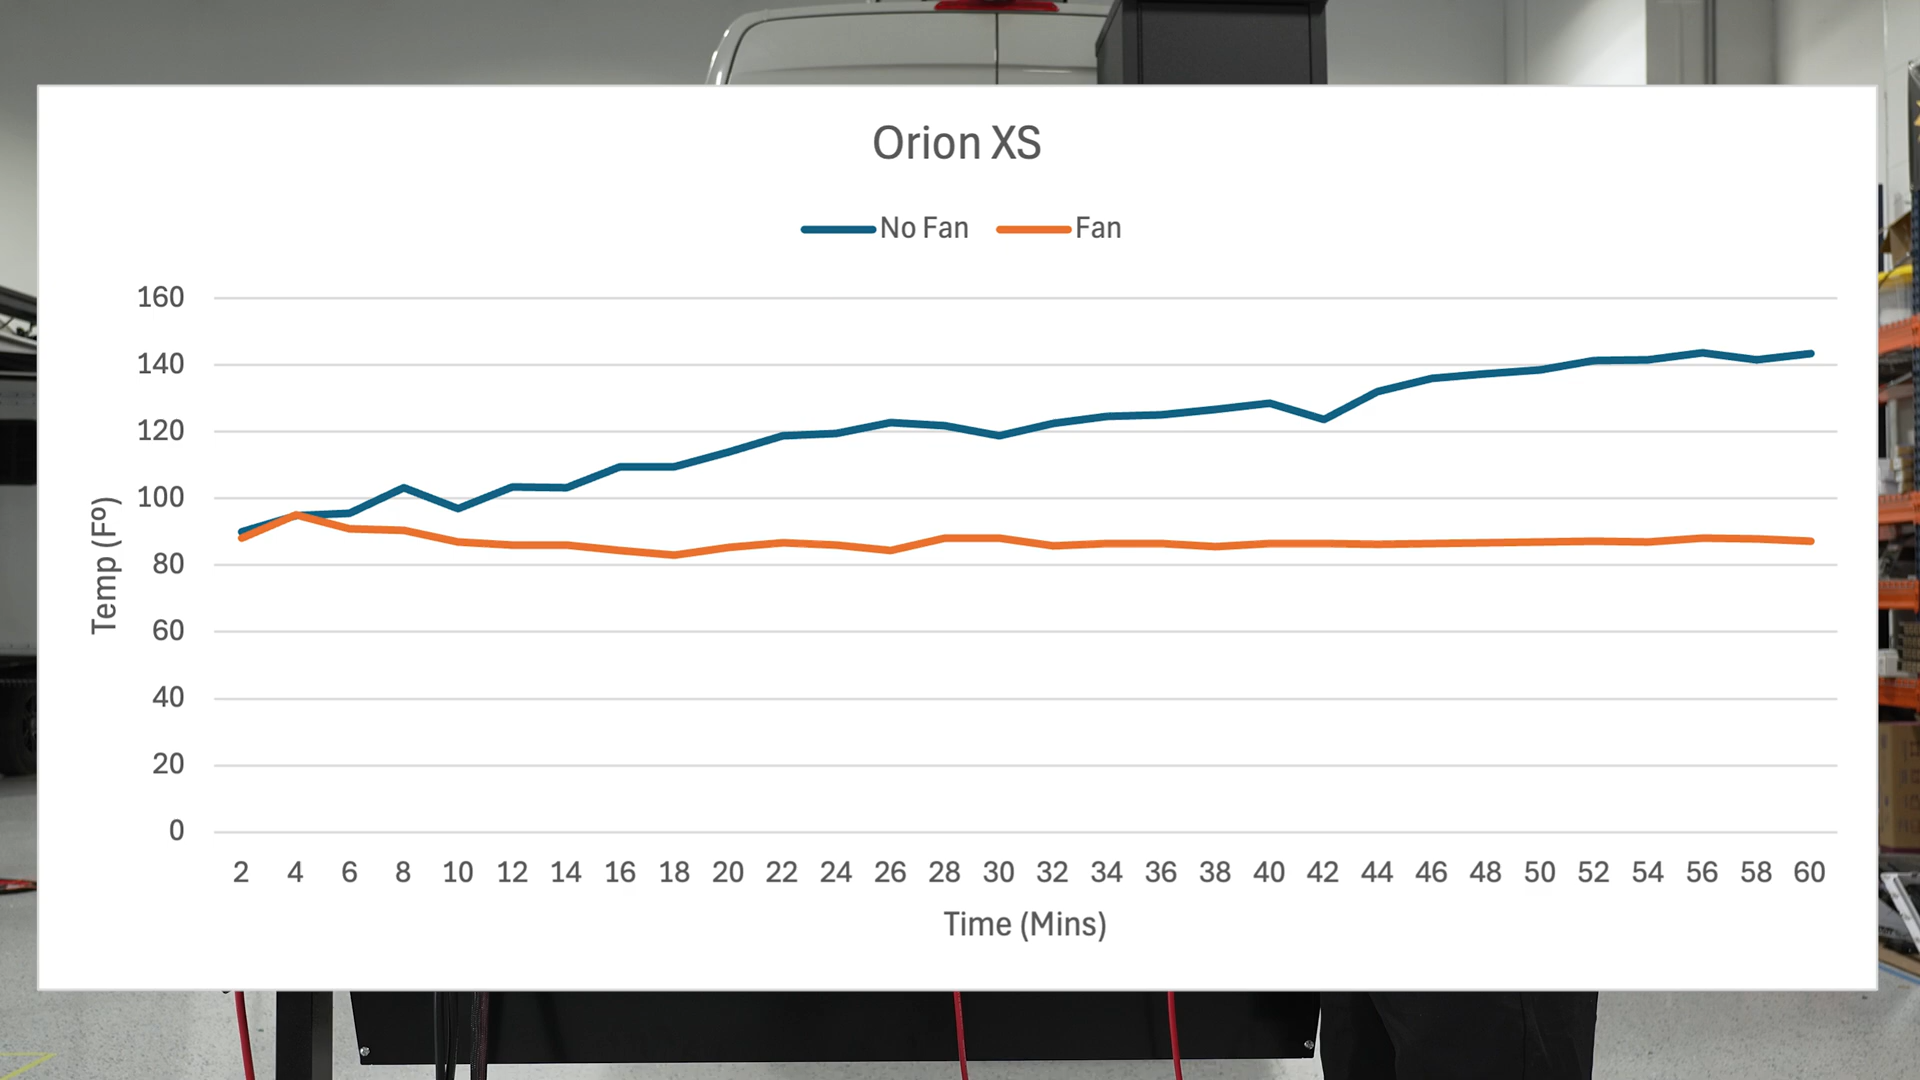 Orion XS
No Fan Fan
160
140
120
100
80
60
40
20
0
Temp (Fº)
2 4 6 8 10 12 14 16 18 20 22 24 26 28 30 32 34 36 38 40 42 44 46 48 50 52 54 56 58 60
Time (Mins)